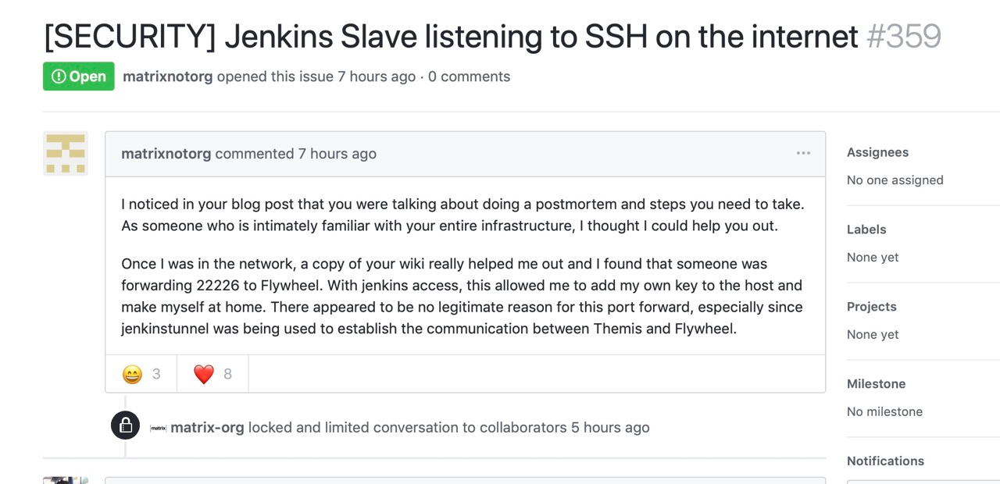 [SECURITY] Jenkins Slave listening to SSH on the internet #359
Open matrixnotorg opened this issue 7 hours ago · 0 comments
matrixnotorg commented 7 hours ago
I noticed in your blog post that you were talking about doing a postmortem and steps you need to take.
As someone who is intimately familiar with your entire infrastructure, I thought I could help you out.
Once I was in the network, a copy of your wiki really helped me out and I found that someone was
forwarding 22226 to Flywheel. With jenkins access, this allowed me to add my own key to the host and
make myself at home. There appeared to be no legitimate reason for this port forward, especially since
jenkinstunnel was being used to establish the communication between Themis and Flywheel.
😄 3 ❤️ 8
matrix matrix-org locked and limited conversation to collaborators 5 hours ago
Assignees
No one assigned
Labels
None yet
Projects
None yet
Milestone
No milestone
Notifications